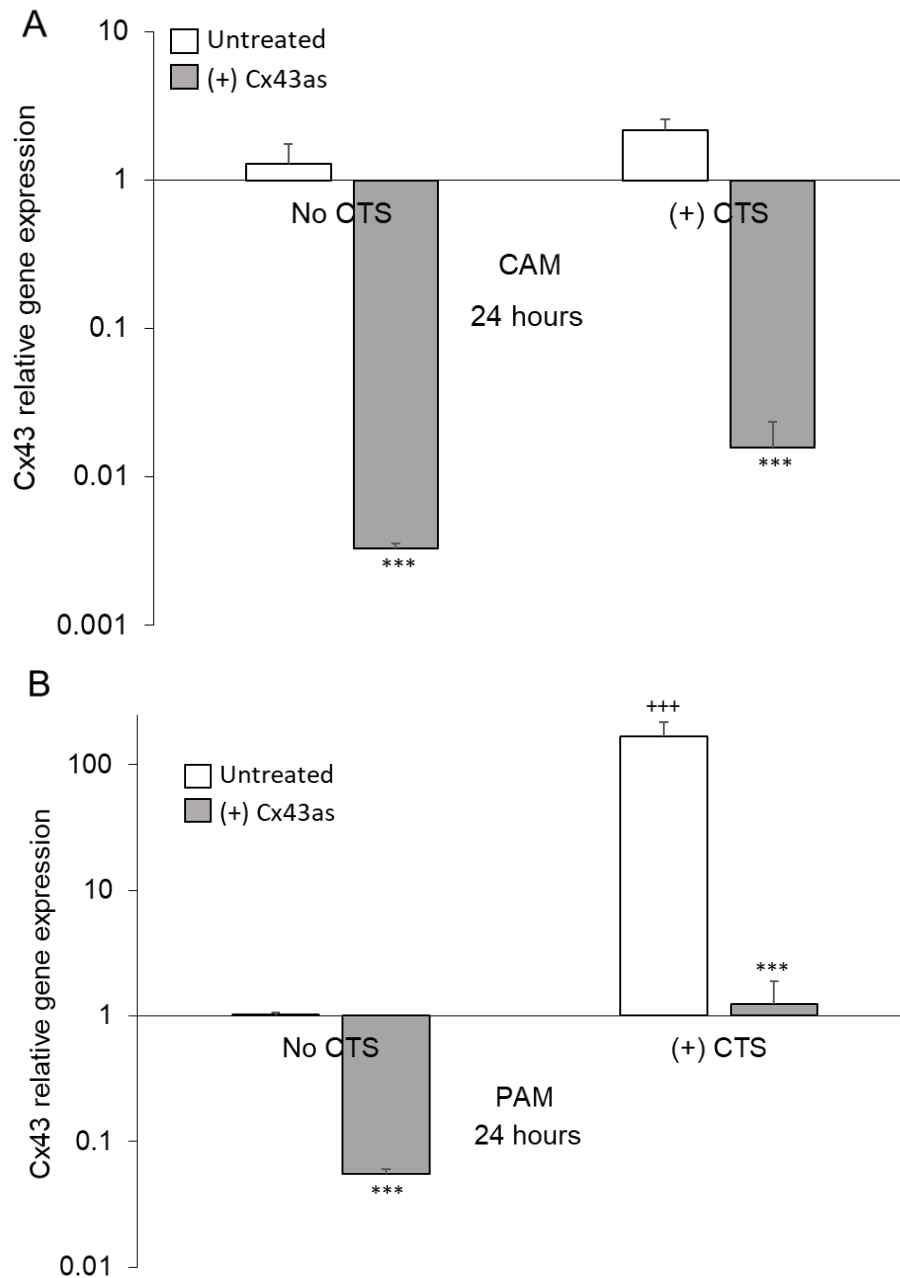 A
10
Untreated
(+) Cx43as
1
No CTS
(+) CTS
CAM
24 hours
0.1
0.01
***
***
0.001
Cx43 relative gene expression
B
+++
100
Untreated
(+) Cx43as
10
***
1
No CTS
(+) CTS
PAM
24 hours
0.1
***
0.01
Cx43 relative gene expression